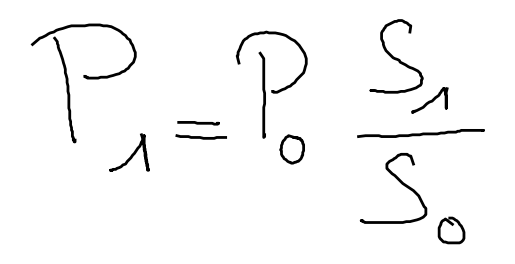 P₁ = P₀ S₁/S₀